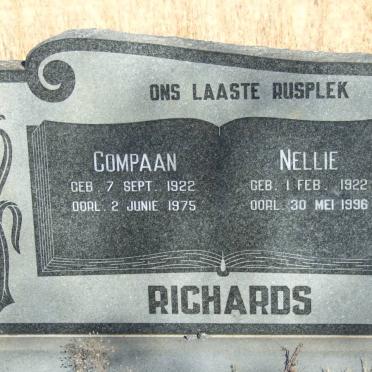 ONS LAASTE RUSPLEK
COMPAAN
GEB. 7 SEPT. 1922
OORL. 2 JUNIE 1975
NELLIE
GEB. 1 FEB. 1922
OORL. 30 MEI 1996
RICHARDS